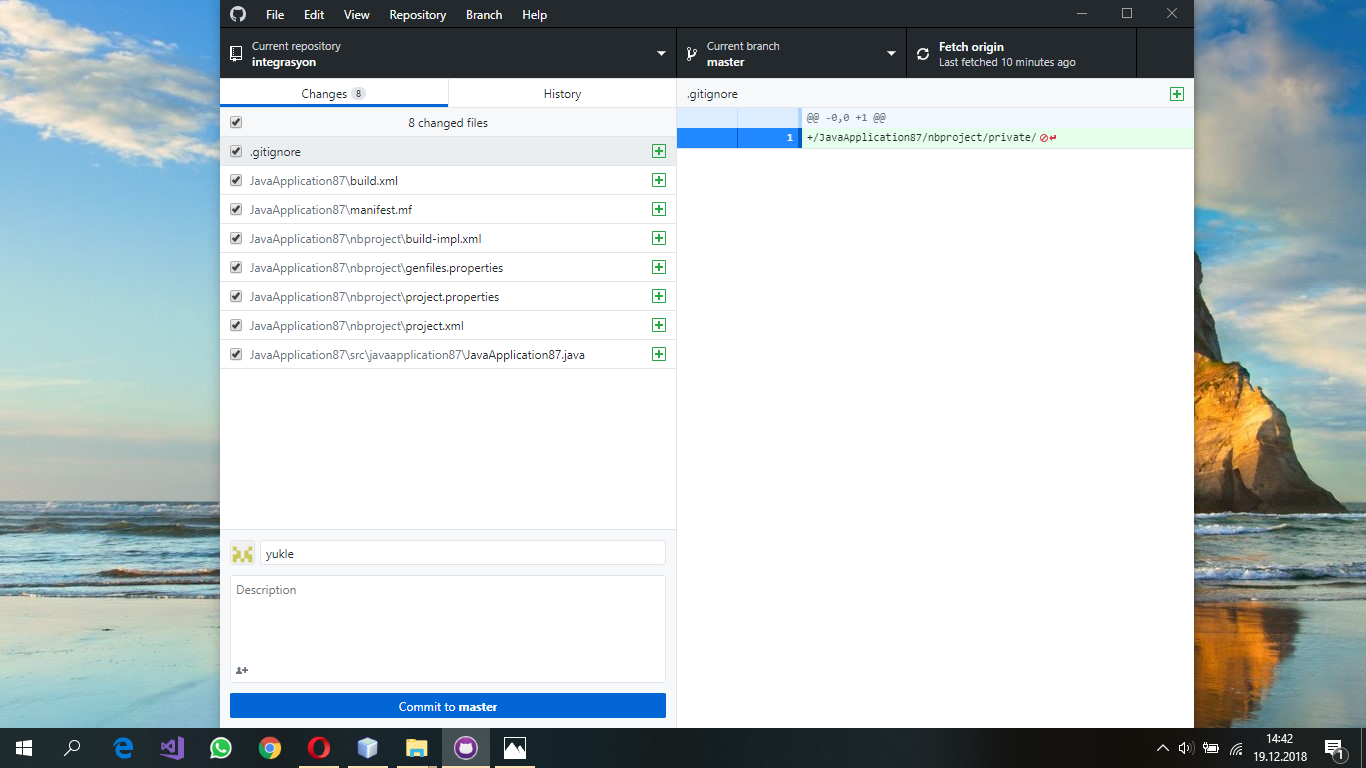 File Edit View Repository Branch Help
Current repository
integrasyon
Current branch
master
Fetch origin
Last fetched 10 minutes ago
Changes 8
History
8 changed files
.gitignore
JavaApplication87\build.xml
JavaApplication87\manifest.mf
JavaApplication87\nbproject\build-impl.xml
JavaApplication87\nbproject\genfiles.properties
JavaApplication87\nbproject\project.properties
JavaApplication87\nbproject\project.xml
JavaApplication87\src\javaapplication87\JavaApplication87.java
yukle
Description
Commit to master
.gitignore
@@ -0,0 +1 @@
1 +/JavaApplication87/nbproject/private/
14:42
19.12.2018
1